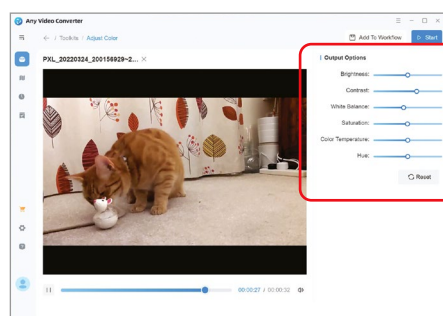 Any Video Converter
← / Toolkits / Adjust Color
Add To Workflow
Start
PXL_20220324_200156929~2... ×
Output Options
Brightness:
Contrast:
White Balance:
Saturation:
Color Temperature:
Hue:
Reset
00:00:27 / 00:00:32